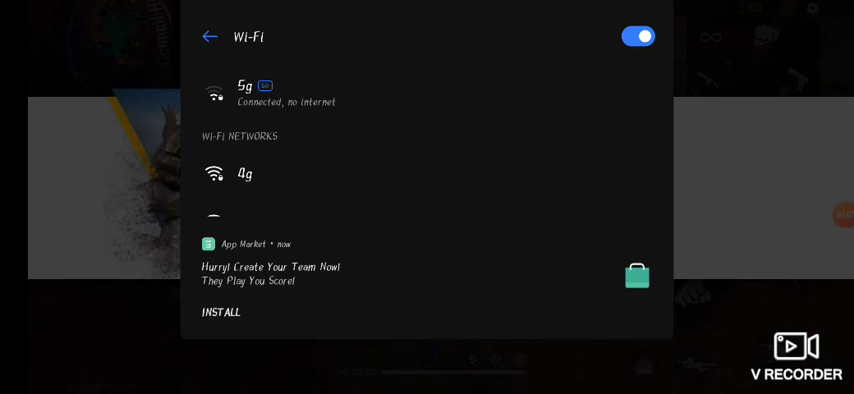 Wi-Fi
5g 5G
Connected, no internet
WI-FI NETWORKS
4g
App Market • now
Hurry! Create Your Team Now!
They Play You Score!
INSTALL
V RECORDER